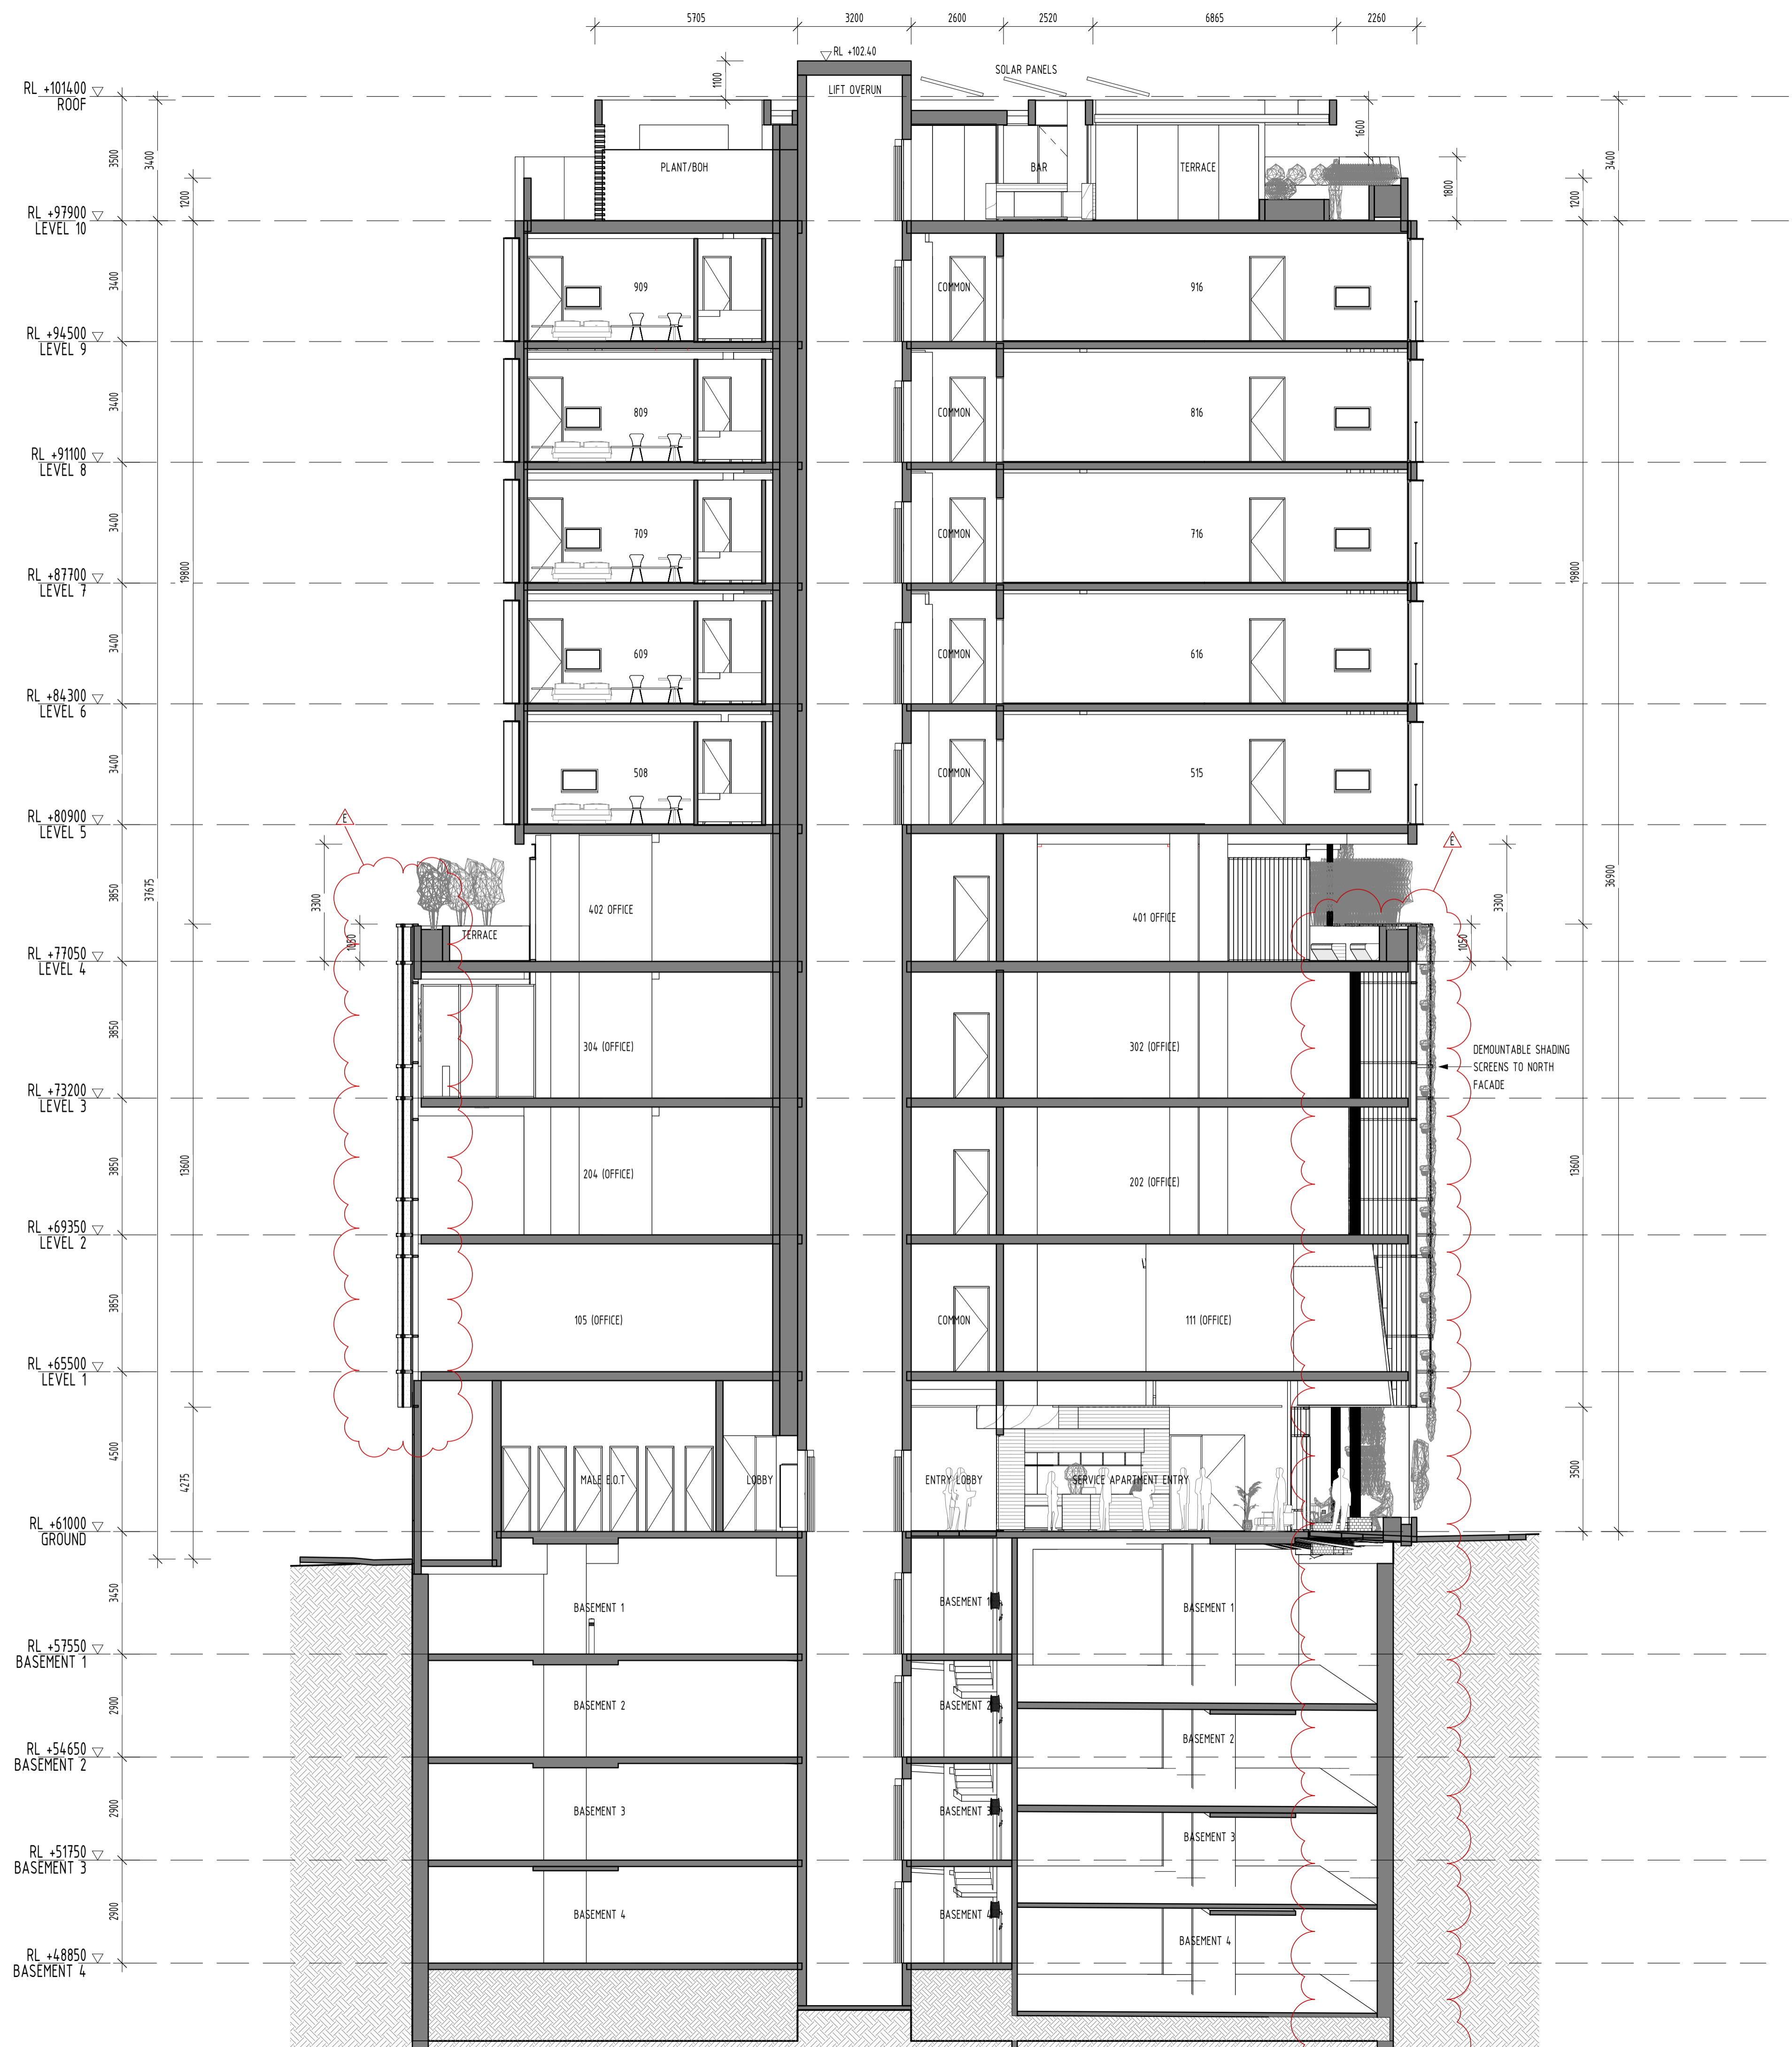 5705
3200
2600
2520
6865
2260
RL +102.40
1100
SOLAR PANELS
LIFT OVERUN
RL +101400
ROOF
3500
3400
1200
PLANT/BOH
BAR
TERRACE
1600
1800
3400
1200
RL +97900
LEVEL 10
3400
909
COMMON
916
RL +94500
LEVEL 9
3400
809
COMMON
816
RL +91100
LEVEL 8
3400
709
COMMON
716
19800
19800
RL +87700
LEVEL 7
3400
609
COMMON
616
RL +84300
LEVEL 6
3400
508
COMMON
515
RL +80900
LEVEL 5
E
E
3850
37675
3300
402 OFFICE
401 OFFICE
3300
36900
1050
TERRACE
1050
RL +77050
LEVEL 4
3850
304 (OFFICE)
302 (OFFICE)
DEMOUNTABLE SHADING
SCREENS TO NORTH
FACADE
RL +73200
LEVEL 3
3850
13600
204 (OFFICE)
202 (OFFICE)
13600
RL +69350
LEVEL 2
3850
105 (OFFICE)
COMMON
111 (OFFICE)
RL +65500
LEVEL 1
4500
4275
MALE E.O.T
LOBBY
ENTRY LOBBY
SERVICE APARTMENT ENTRY
3500
RL +61000
GROUND
3450
BASEMENT 1
BASEMENT 1
BASEMENT 1
RL +57550
BASEMENT 1
2900
BASEMENT 2
BASEMENT 2
BASEMENT 2
RL +54650
BASEMENT 2
2900
BASEMENT 3
BASEMENT 3
BASEMENT 3
RL +51750
BASEMENT 3
2900
BASEMENT 4
BASEMENT 4
BASEMENT 4
RL +48850
BASEMENT 4